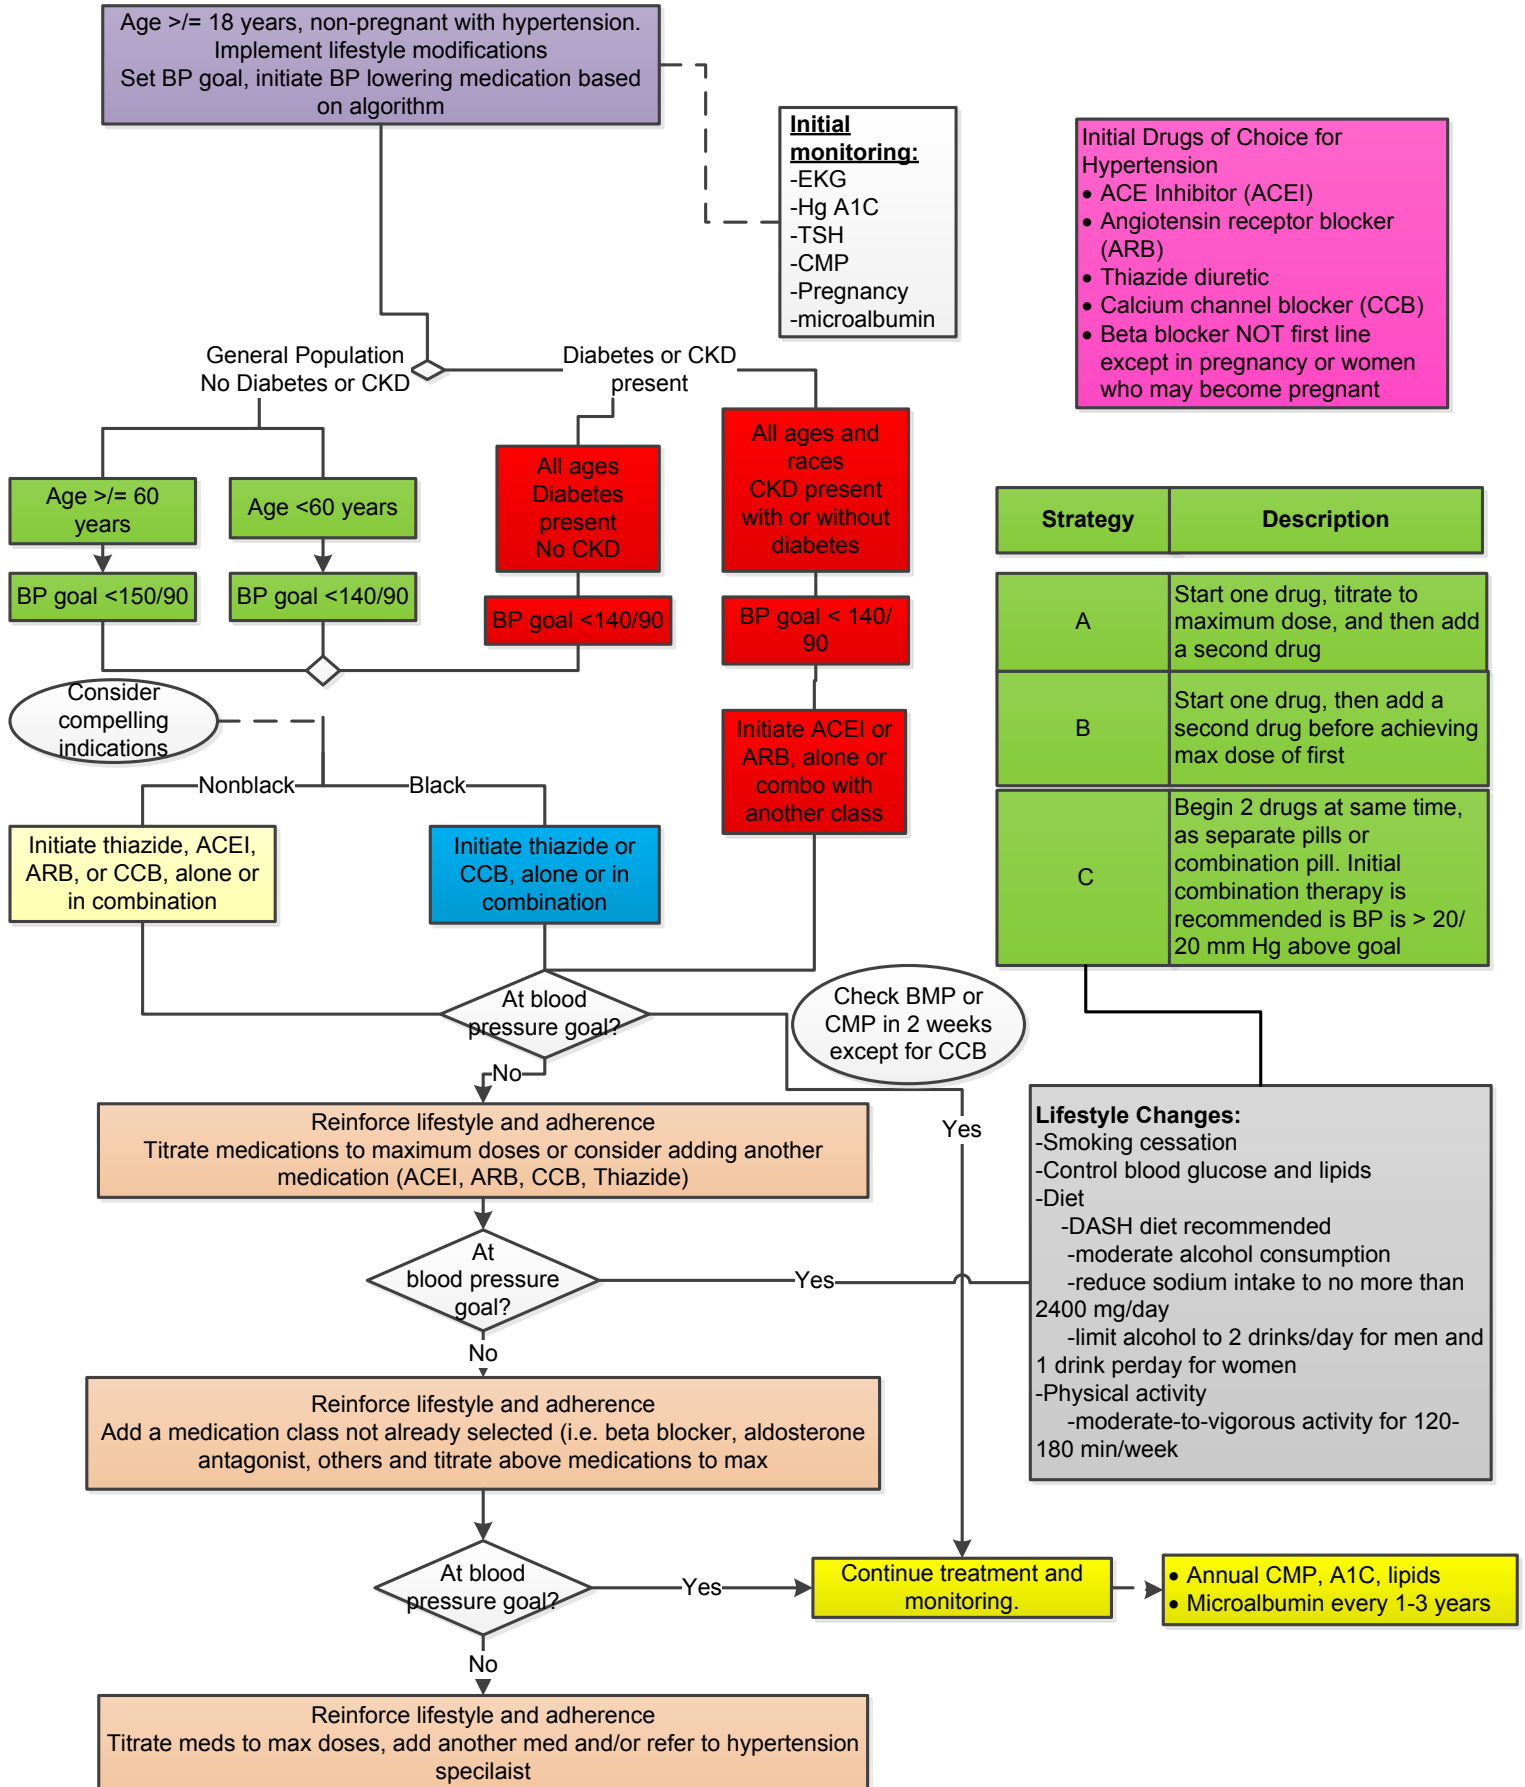 Age >/= 18 years, non-pregnant with hypertension.
Implement lifestyle modifications
Set BP goal, initiate BP lowering medication based
on algorithm
Initial
monitoring:
-EKG
-Hg A1C
-TSH
-CMP
-Pregnancy
-microalbumin
Initial Drugs of Choice for
Hypertension
• ACE Inhibitor (ACEI)
• Angiotensin receptor blocker
(ARB)
• Thiazide diuretic
• Calcium channel blocker (CCB)
• Beta blocker NOT first line
except in pregnancy or women
who may become pregnant
General Population
No Diabetes or CKD
Diabetes or CKD
present
Age >/= 60
years
Age <60 years
All ages
Diabetes
present
No CKD
All ages and
races
CKD present
with or without
diabetes
BP goal <150/90
BP goal <140/90
BP goal <140/90
BP goal < 140/
90
Strategy
Description
A
Start one drug, titrate to
maximum dose, and then add
a second drug
B
Start one drug, then add a
second drug before achieving
max dose of first
C
Begin 2 drugs at same time,
as separate pills or
combination pill. Initial
combination therapy is
recommended is BP is > 20/
20 mm Hg above goal
Consider
compelling
indications
Nonblack
Black
Initiate ACEI or
ARB, alone or
combo with
another class
Initiate thiazide, ACEI,
ARB, or CCB, alone or
in combination
Initiate thiazide or
CCB, alone or in
combination
At blood
pressure goal?
Check BMP or
CMP in 2 weeks
except for CCB
No
Yes
Reinforce lifestyle and adherence
Titrate medications to maximum doses or consider adding another
medication (ACEI, ARB, CCB, Thiazide)
Lifestyle Changes:
-Smoking cessation
-Control blood glucose and lipids
-Diet
-DASH diet recommended
-moderate alcohol consumption
-reduce sodium intake to no more than
2400 mg/day
-limit alcohol to 2 drinks/day for men and
1 drink perday for women
-Physical activity
-moderate-to-vigorous activity for 120-
180 min/week
At
blood pressure
goal?
Yes
No
Reinforce lifestyle and adherence
Add a medication class not already selected (i.e. beta blocker, aldosterone
antagonist, others and titrate above medications to max
At blood
pressure goal?
Yes
Continue treatment and
monitoring.
• Annual CMP, A1C, lipids
• Microalbumin every 1-3 years
No
Reinforce lifestyle and adherence
Titrate meds to max doses, add another med and/or refer to hypertension
specilaist